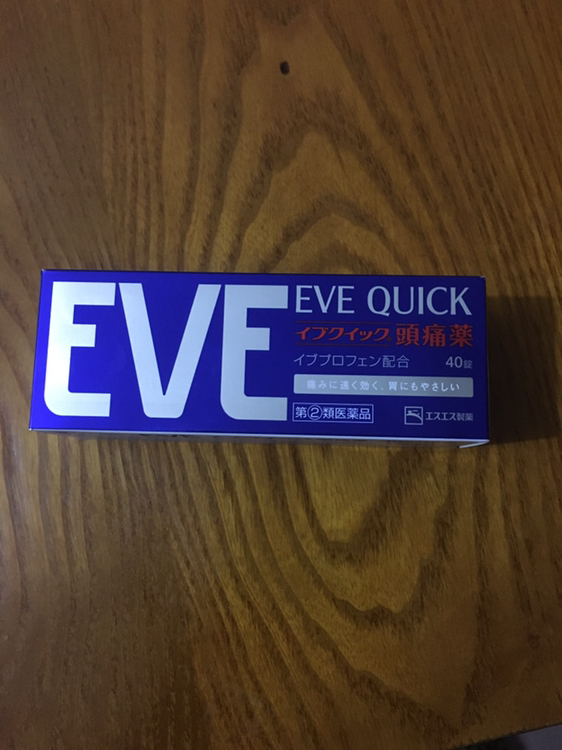 EVE
EVE QUICK
イブクイック 頭痛薬
イブプロフェン配合 40錠
痛みに速く効く、胃にもやさしい
第②類医薬品
エスエス製薬